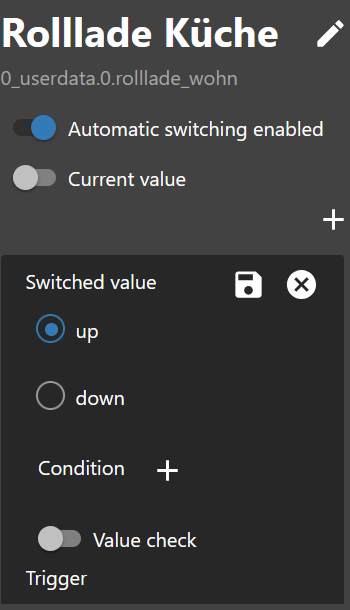 Rolllade Küche
0_userdata.0.rolllade_wohn
Automatic switching enabled
Current value
Switched value
up
down
Condition
Value check
Trigger